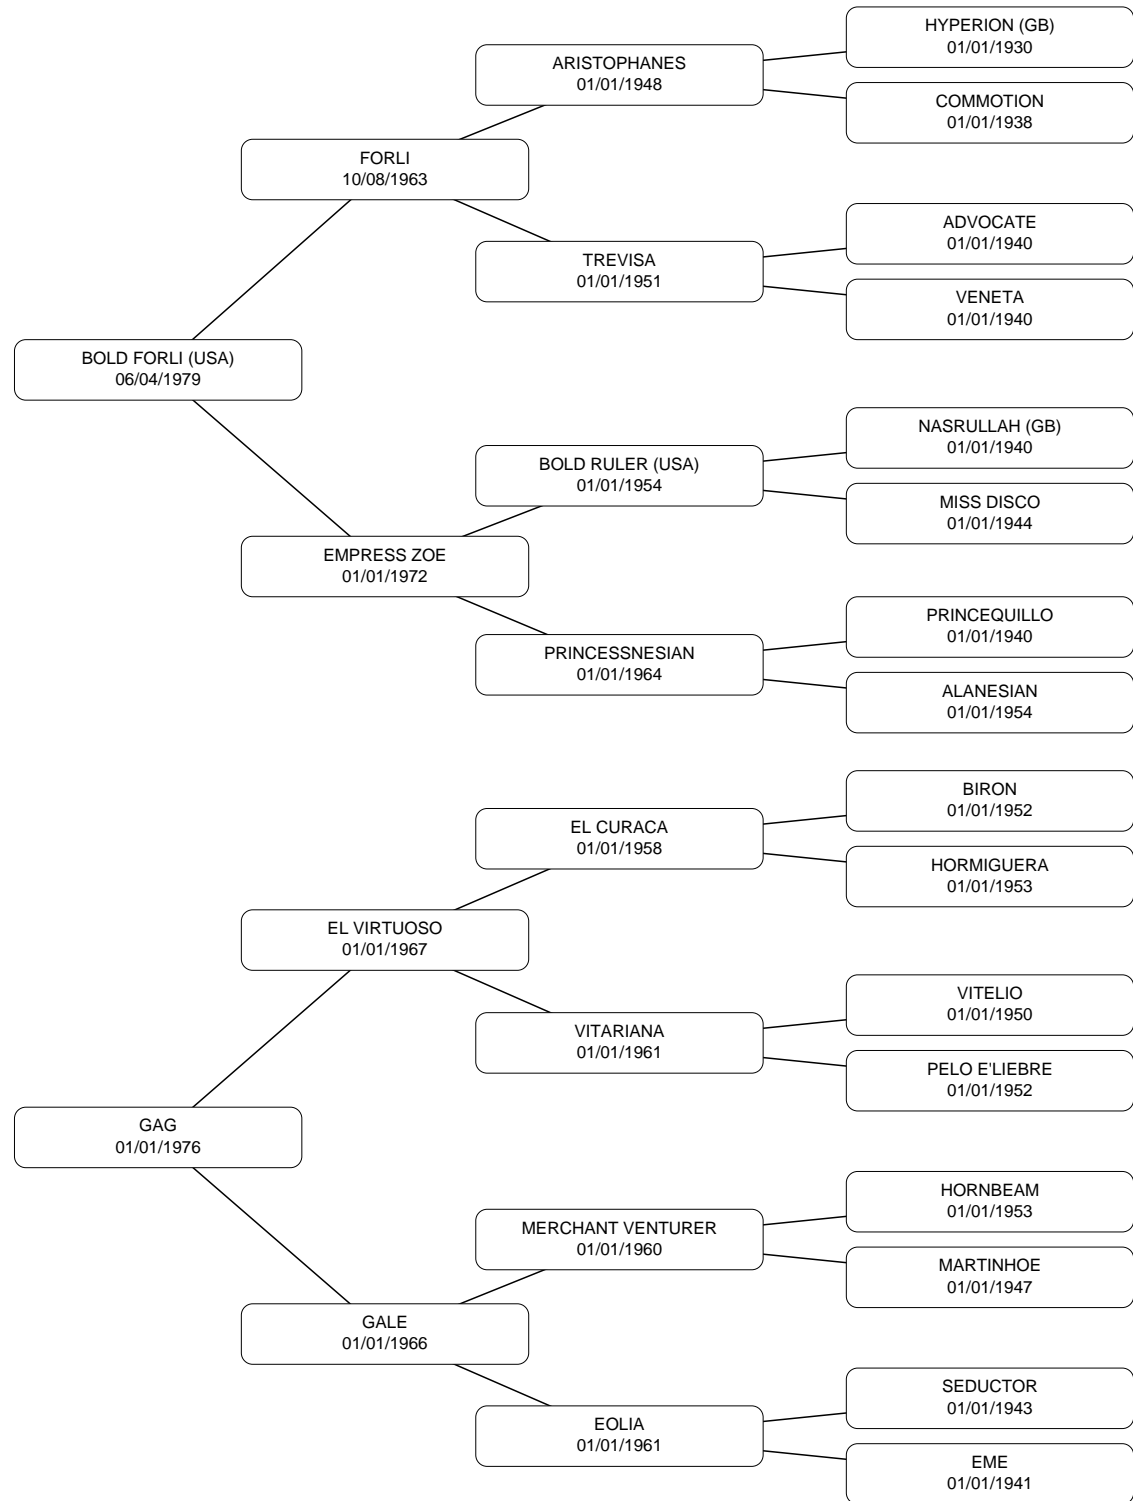 HYPERION (GB)
01/01/1930
ARISTOPHANES
01/01/1948
COMMOTION
01/01/1938
FORLI
10/08/1963
ADVOCATE
01/01/1940
TREVISA
01/01/1951
VENETA
01/01/1940
BOLD FORLI (USA)
06/04/1979
NASRULLAH (GB)
01/01/1940
BOLD RULER (USA)
01/01/1954
MISS DISCO
01/01/1944
EMPRESS ZOE
01/01/1972
PRINCEQUILLO
01/01/1940
PRINCESSNESIAN
01/01/1964
ALANESIAN
01/01/1954
BIRON
01/01/1952
EL CURACA
01/01/1958
HORMIGUERA
01/01/1953
EL VIRTUOSO
01/01/1967
VITELIO
01/01/1950
VITARIANA
01/01/1961
PELO E'LIEBRE
01/01/1952
GAG
01/01/1976
HORNBEAM
01/01/1953
MERCHANT VENTURER
01/01/1960
MARTINHOE
01/01/1947
GALE
01/01/1966
SEDUCTOR
01/01/1943
EOLIA
01/01/1961
EME
01/01/1941